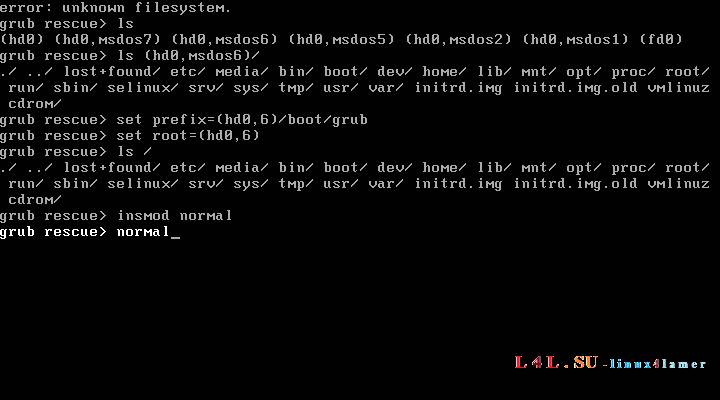 error: unknown filesystem.
grub rescue> ls
(hd0) (hd0,msdos7) (hd0,msdos6) (hd0,msdos5) (hd0,msdos2) (hd0,msdos1) (fd0)
grub rescue> ls (hd0,msdos6)/
./ ../ lost+found/ etc/ media/ bin/ boot/ dev/ home/ lib/ mnt/ opt/ proc/ root/
run/ sbin/ selinux/ srv/ sys/ tmp/ usr/ var/ initrd.img initrd.img.old vmlinuz
cdrom/
grub rescue> set prefix=(hd0,6)/boot/grub
grub rescue> set root=(hd0,6)
grub rescue> ls /
./ ../ lost+found/ etc/ media/ bin/ boot/ dev/ home/ lib/ mnt/ opt/ proc/ root/
run/ sbin/ selinux/ srv/ sys/ tmp/ usr/ var/ initrd.img initrd.img.old vmlinuz
cdrom/
grub rescue> insmod normal
grub rescue> normal_
L4L.SU-linux4lamer